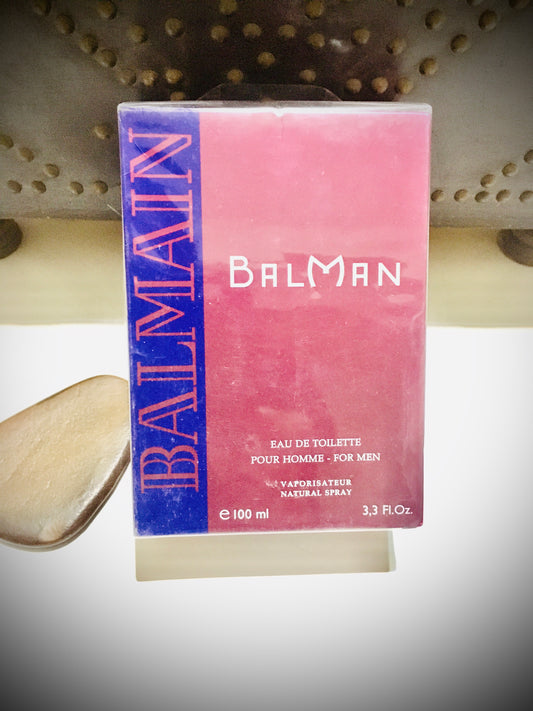 BALMAIN
BALMAN
EAU DE TOILETTE
POUR HOMME - FOR MEN
VAPORISATEUR
NATURAL SPRAY
℮ 100 ml 3,3 Fl.Oz.